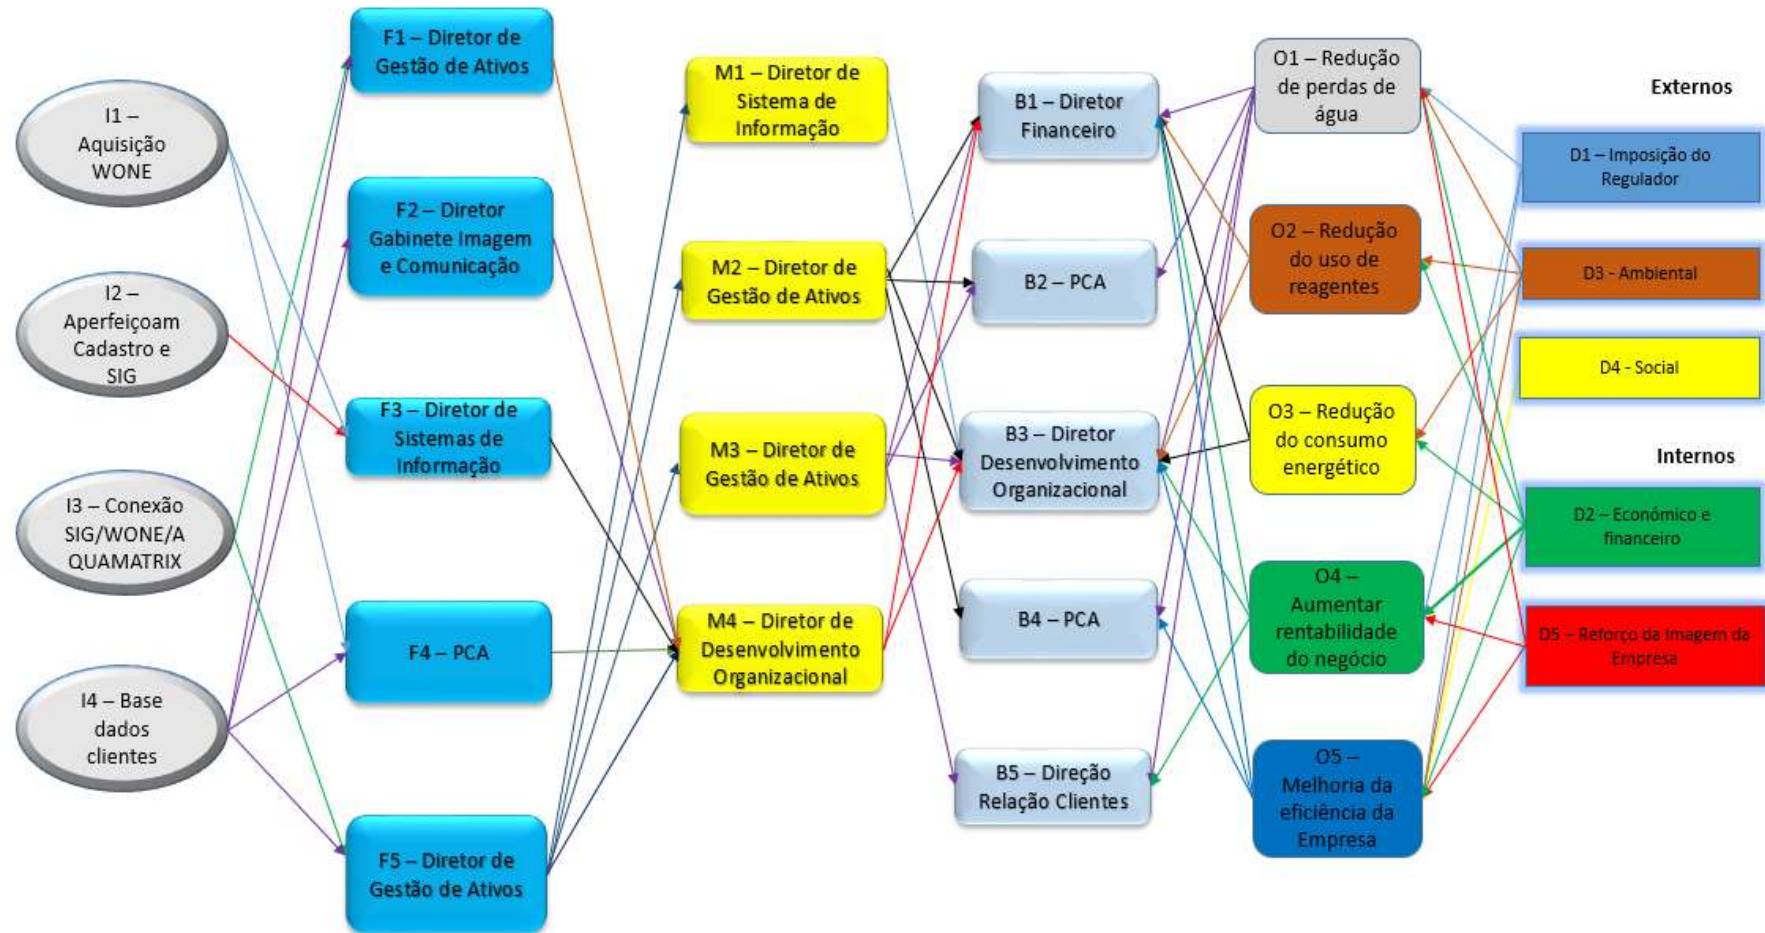 I1 –
Aquisição
WONE
I2 –
Aperfeiçoam
Cadastro e
SIG
I3 – Conexão
SIG/WONE/A
QUAMATRIX
I4 – Base
dados
clientes
F1 – Diretor de
Gestão de Ativos
F2 – Diretor
Gabinete Imagem
e Comunicação
F3 – Diretor de
Sistemas de
Informação
F4 – PCA
F5 – Diretor de
Gestão de Ativos
M1 – Diretor de
Sistema de
Informação
M2 – Diretor de
Gestão de Ativos
M3 – Diretor de
Gestão de Ativos
M4 – Diretor de
Desenvolvimento
Organizacional
B1 – Diretor
Financeiro
B2 – PCA
B3 – Diretor
Desenvolvimento
Organizacional
B4 – PCA
B5 – Direção
Relação Clientes
O1 – Redução
de perdas de
água
O2 – Redução
do uso de
reagentes
O3 – Redução
do consumo
energético
O4 –
Aumentar
rentabilidade
do negócio
O5 –
Melhoria da
eficiência da
Empresa
Externos
D1 – Imposição do
Regulador
D3 - Ambiental
D4 - Social
Internos
D2 – Económico e
financeiro
D5 – Reforço da Imagem da
Empresa